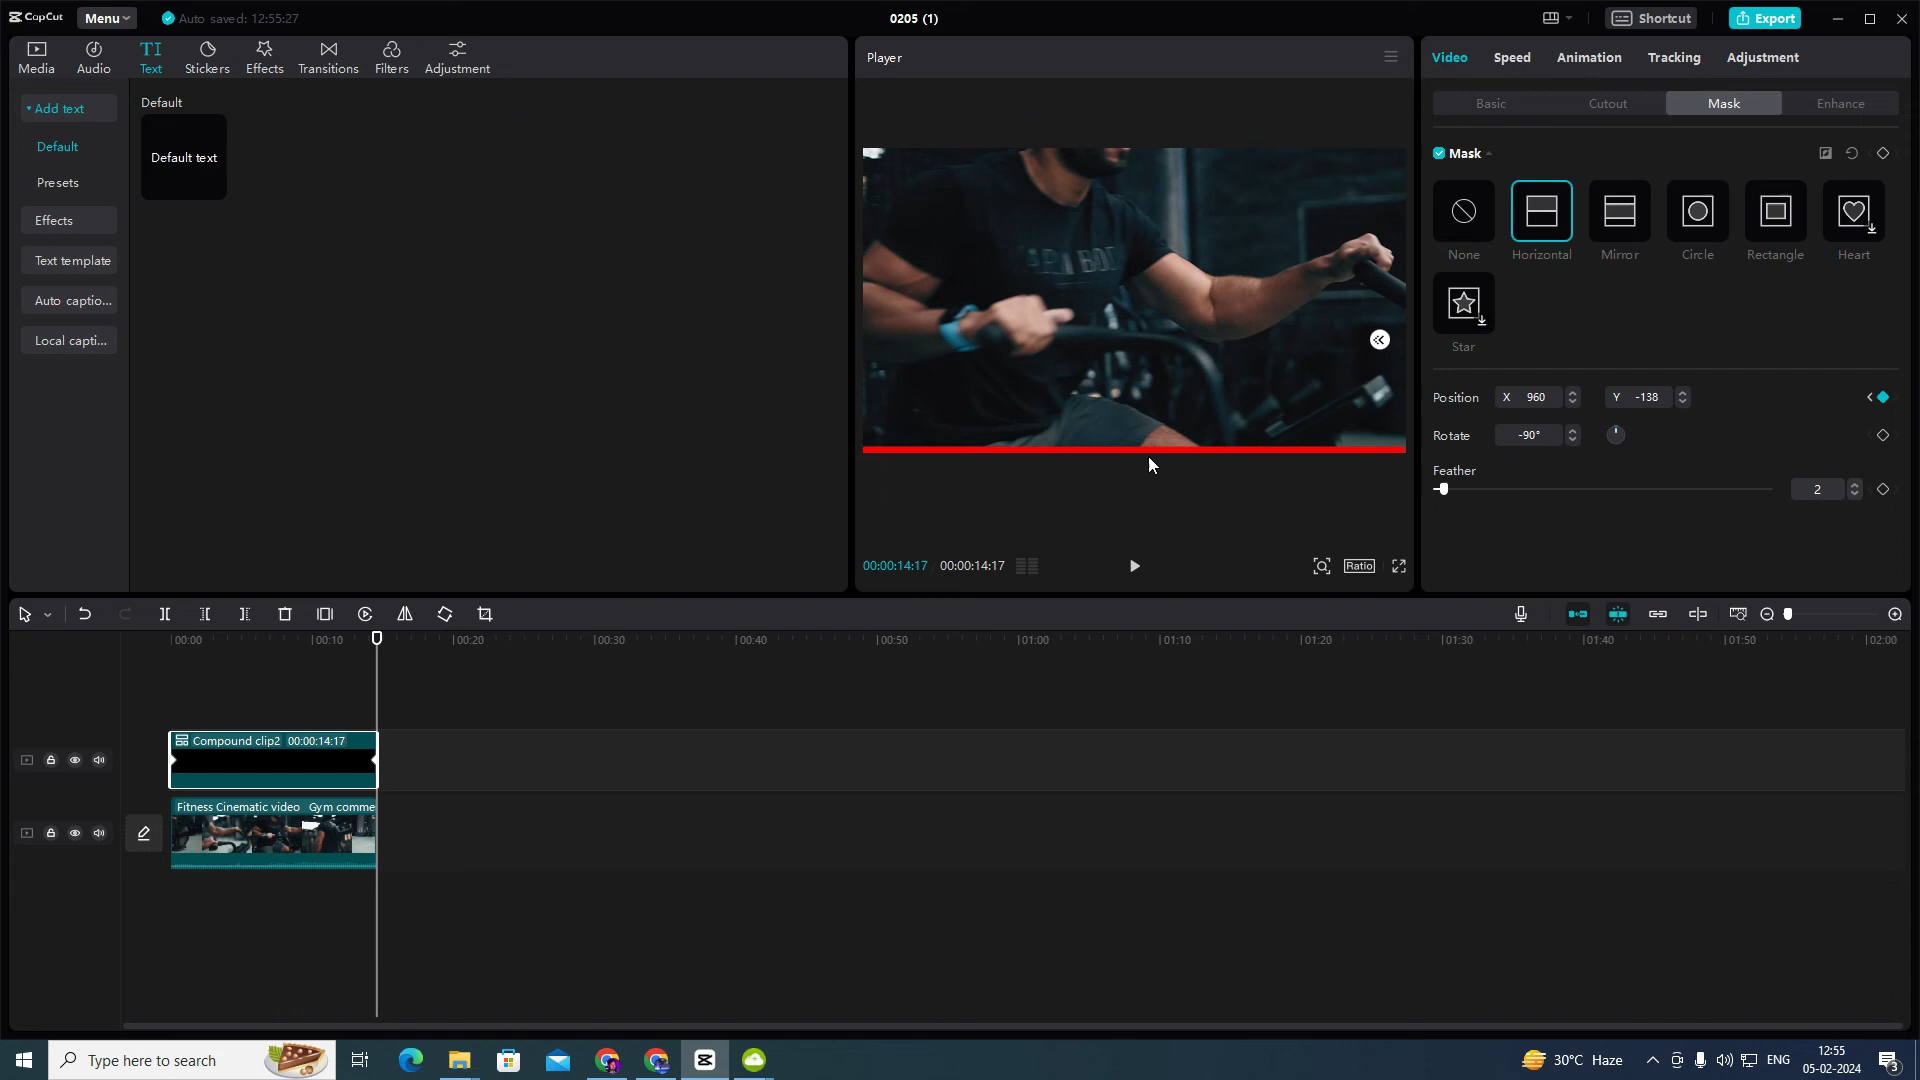 CapCut
Menu
Auto saved: 12:55:27
0205 (1)
Shortcut
Export
Media
Audio
TI
Text
Stickers
Effects
Transitions
Filters
Adjustment
Player
Video
Speed
Animation
Tracking
Adjustment
Add text
Default
Presets
Effects
Text template
Auto captio...
Local capti...
Default
Default text
Basic
Cutout
Mask
Enhance
Mask
None
Horizontal
Mirror
Circle
Rectangle
Heart
Star
Position
X 960
Y -138
Rotate
-90°
Feather
2
00:00:14:17
00:00:14:17
Ratio
00:00
00:10
00:20
00:30
00:40
00:50
01:00
01:10
01:20
01:30
01:40
01:50
02:00
Compound clip2 00:00:14:17
Fitness Cinematic video Gym comme
Type here to search
30°C Haze
ENG
12:55
05-02-2024
3